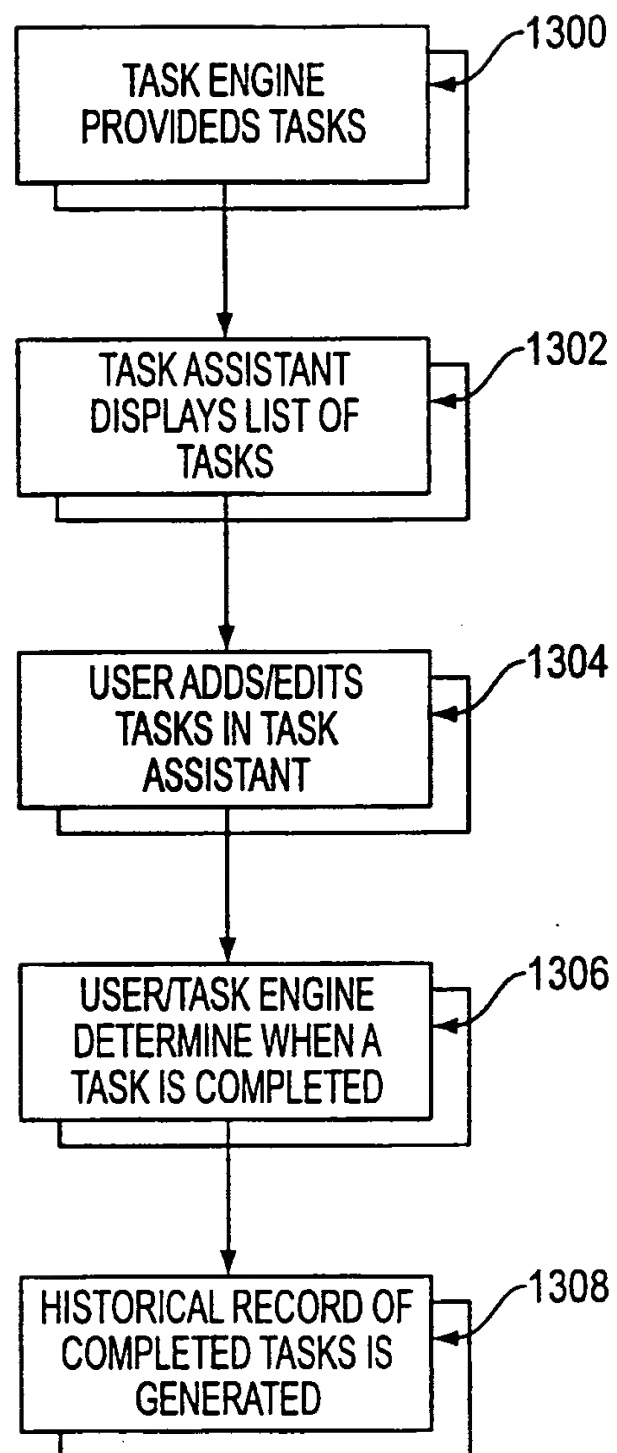 1300
TASK ENGINE
PROVIDEDS TASKS
1302
TASK ASSISTANT
DISPLAYS LIST OF
TASKS
1304
USER ADDS/EDITS
TASKS IN TASK
ASSISTANT
1306
USER/TASK ENGINE
DETERMINE WHEN A
TASK IS COMPLETED
1308
HISTORICAL RECORD OF
COMPLETED TASKS IS
GENERATED